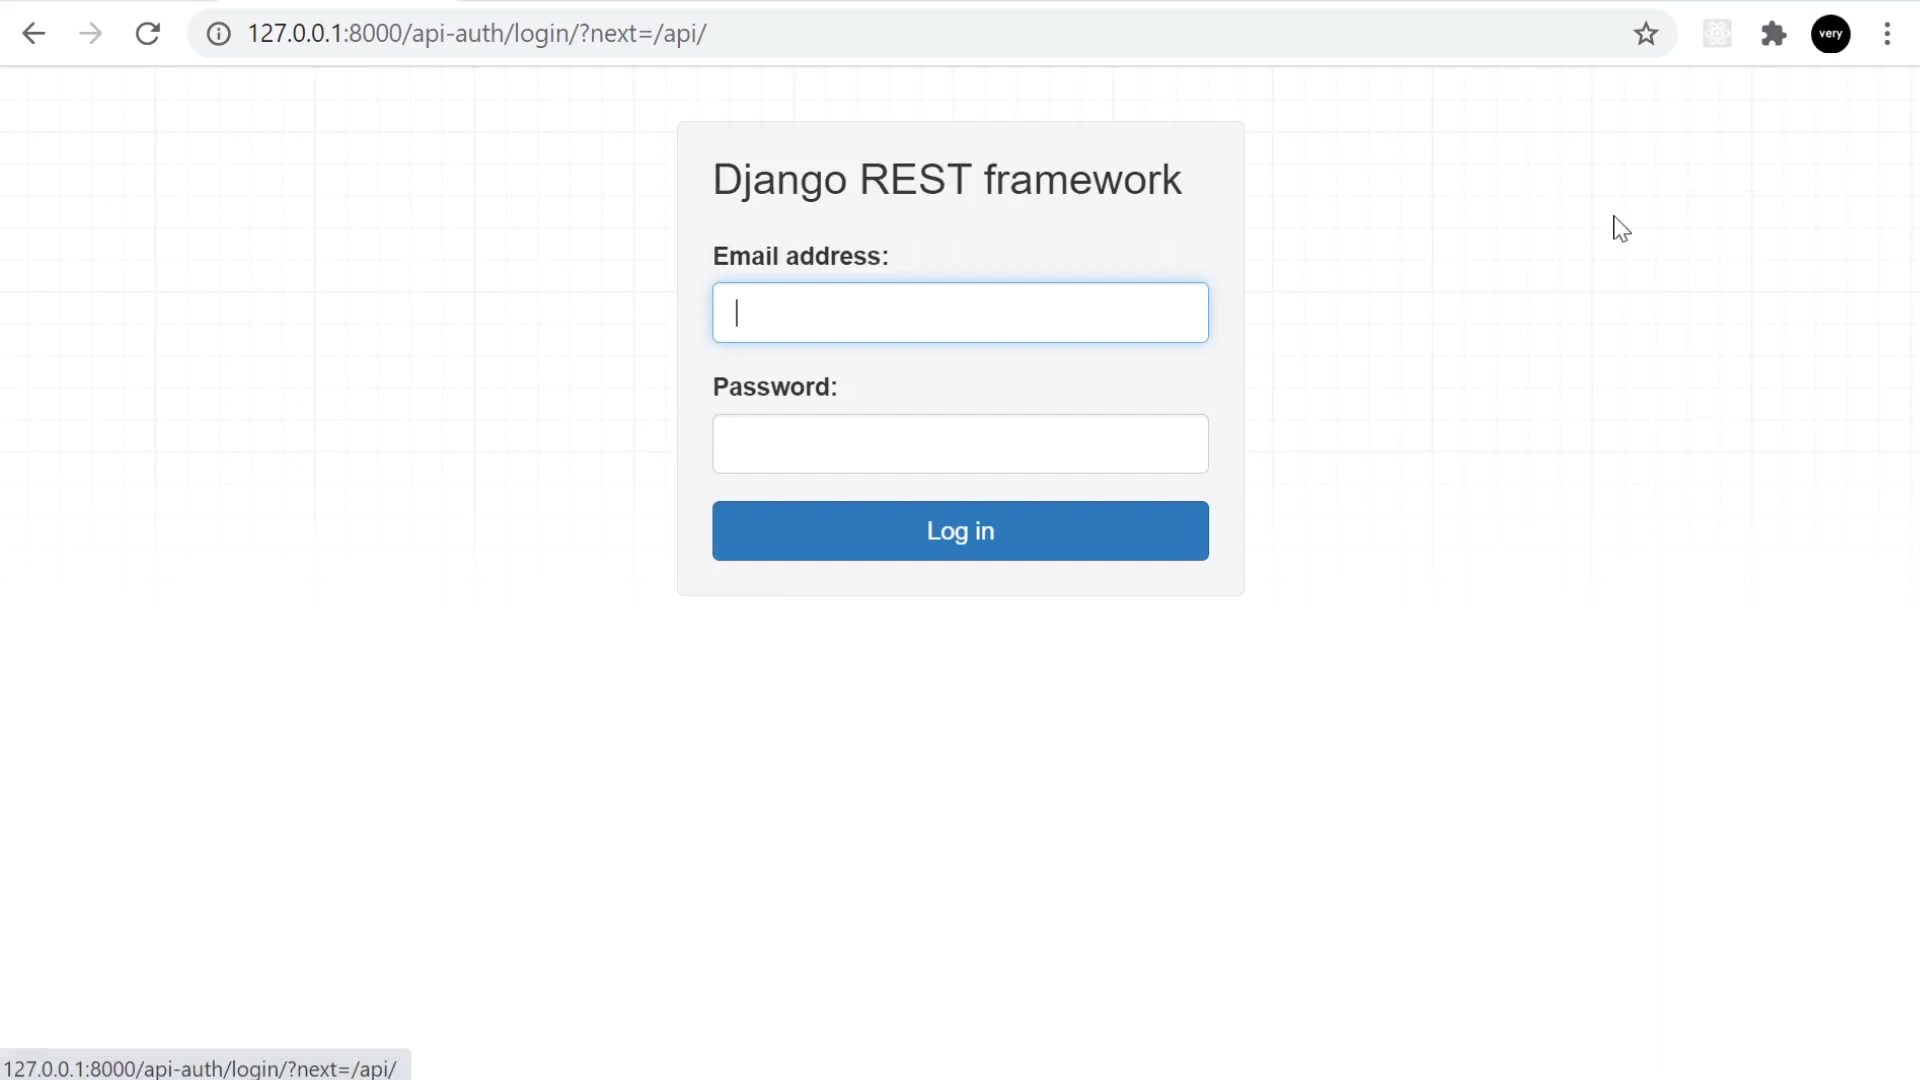 127.0.0.1:8000/api-auth/login/?next=/api/
very
Django REST framework
Email address:
Password:
Log in
127.0.0.1:8000/api-auth/login/?next=/api/